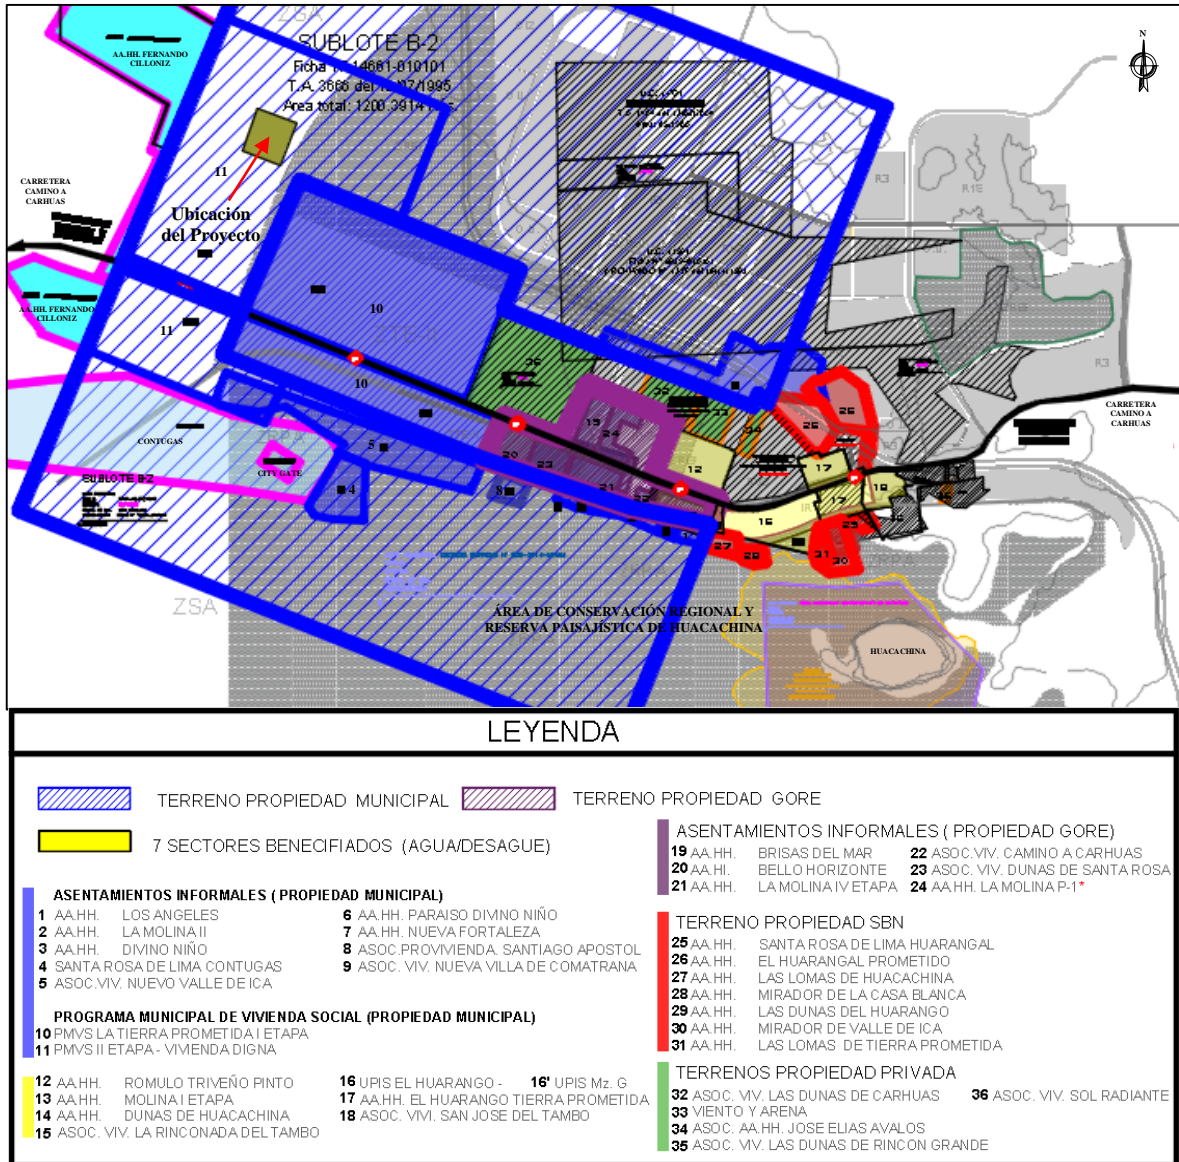 ZGA
SUBLOTE B-2
T.A. 3666 del
1995
Area total: 1200.3914
AA.HH. FERNANDO
CILLONIZ
N
11
Ubicación
del Proyecto
CARRETERA
CAMINO A
CARHUAS
R3
R1E
10
AA.HH. FERNANDO
CILLONIZ
11
10
36
R3
CARRETERA
CAMINO A
CARHUAS
CONTUGAS
CITY GATE
SUBLOTE B-2
5
4
20
23
8
24
21
12
33
34
17
18
17
16
27
28
31
30
ZSA
ÁREA DE CONSERVACIÓN REGIONAL Y
RESERVA PAISAJÍSTICA DE HUACACHINA
HUACACHINA
LEYENDA
TERRENO PROPIEDAD MUNICIPAL
TERRENO PROPIEDAD GORE
7 SECTORES BENECIFIADOS (AGUA/DESAGUE)
ASENTAMIENTOS INFORMALES ( PROPIEDAD MUNICIPAL)
1 AA.HH. LOS ANGELES
2 AA.HH. LA MOLINA II
3 AA.HH. DIVINO NIÑO
4 SANTA ROSA DE LIMA CONTUGAS
5 ASOC.VIV. NUEVO VALLE DE ICA
6 AA.HH. PARAISO DIVINO NIÑO
7 AA.HH. NUEVA FORTALEZA
8 ASOC.PROVIVIENDA. SANTIAGO APOSTOL
9 ASOC. VIV. NUEVA VILLA DE COMATRANA
PROGRAMA MUNICIPAL DE VIVIENDA SOCIAL (PROPIEDAD MUNICIPAL)
10 PMVS LA TIERRA PROMETIDA I ETAPA
11 PMVS II ETAPA - VIVIENDA DIGNA
12 AA.HH. ROMULO TRIVEÑO PINTO
13 AA.HH. MOLINA I ETAPA
14 AA.HH. DUNAS DE HUACACHINA
15 ASOC. VIV. LA RINCONADA DEL TAMBO
16 UPIS EL HUARANGO - 16' UPIS Mz. G
17 AA.HH. EL HUARANGO TIERRA PROMETIDA
18 ASOC. VIVI. SAN JOSE DEL TAMBO
ASENTAMIENTOS INFORMALES ( PROPIEDAD GORE)
19 AA.HH. BRISAS DEL MAR
20 AA.HI. BELLO HORIZONTE
21 AA.HH. LA MOLINA IV ETAPA
22 ASOC.VIV. CAMINO A CARHUAS
23 ASOC. VIV. DUNAS DE SANTA ROSA
24 AA.HH. LA MOLINA P-1*
TERRENO PROPIEDAD SBN
25 AA.HH. SANTA ROSA DE LIMA HUARANGAL
26 AA.HH. EL HUARANGAL PROMETIDO
27 AA.HH. LAS LOMAS DE HUACACHINA
28 AA.HH. MIRADOR DE LA CASA BLANCA
29 AA.HH. LAS DUNAS DEL HUARANGO
30 AA.HH. MIRADOR DE VALLE DE ICA
31 AA.HH. LAS LOMAS DE TIERRA PROMETIDA
TERRENOS PROPIEDAD PRIVADA
32 ASOC. VIV. LAS DUNAS DE CARHUAS
33 VIENTO Y ARENA
34 ASOC. AA.HH. JOSE ELIAS AVALOS
35 ASOC. VIV. LAS DUNAS DE RINCON GRANDE
36 ASOC. VIV. SOL RADIANTE